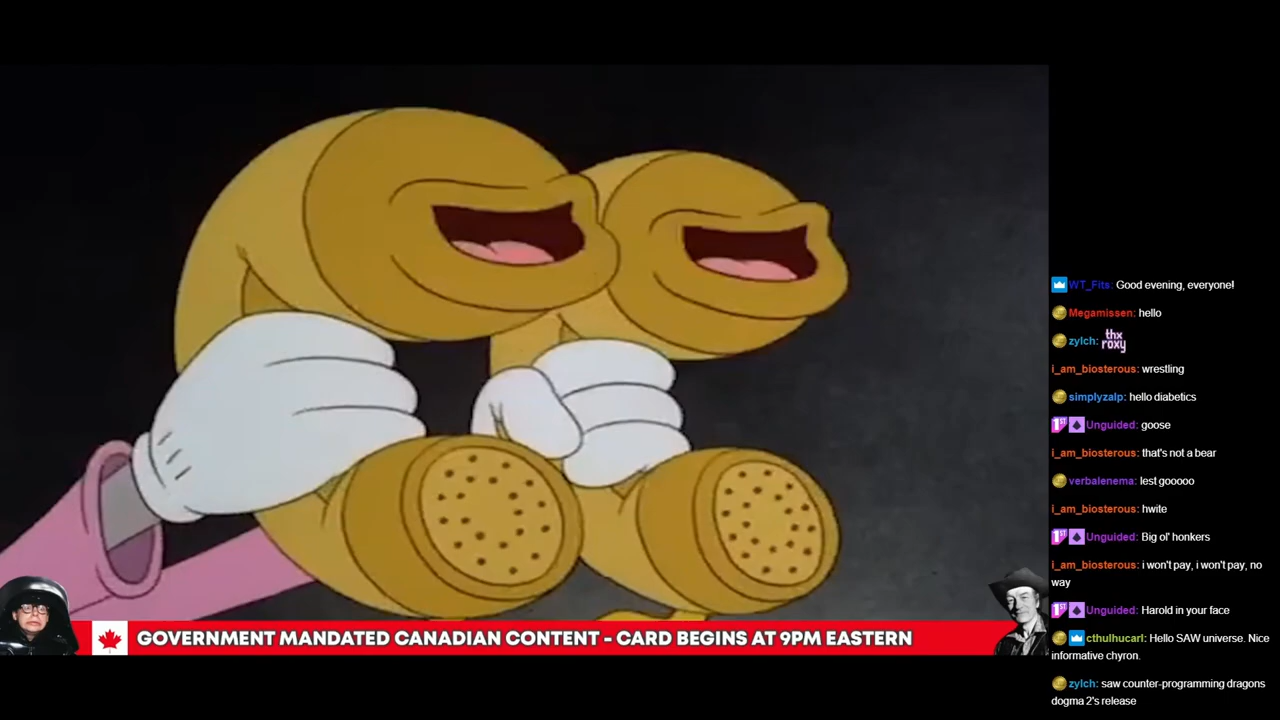 WT_Fits: Good evening, everyone!
Megamissen: hello
zylch: thx
roxy
i_am_biosterous: wrestling
simplyzalp: hello diabetics
1ST Unguided: goose
i_am_biosterous: that's not a bear
verbalenema: lest gooooo
i_am_biosterous: hwite
1ST Unguided: Big ol' honkers
i_am_biosterous: i won't pay, i won't pay, no
way
1ST Unguided: Harold in your face
cthulhucarl: Hello SAW universe. Nice
informative chyron.
zylch: saw counter-programming dragons
dogma 2's release
GOVERNMENT MANDATED CANADIAN CONTENT - CARD BEGINS AT 9PM EASTERN